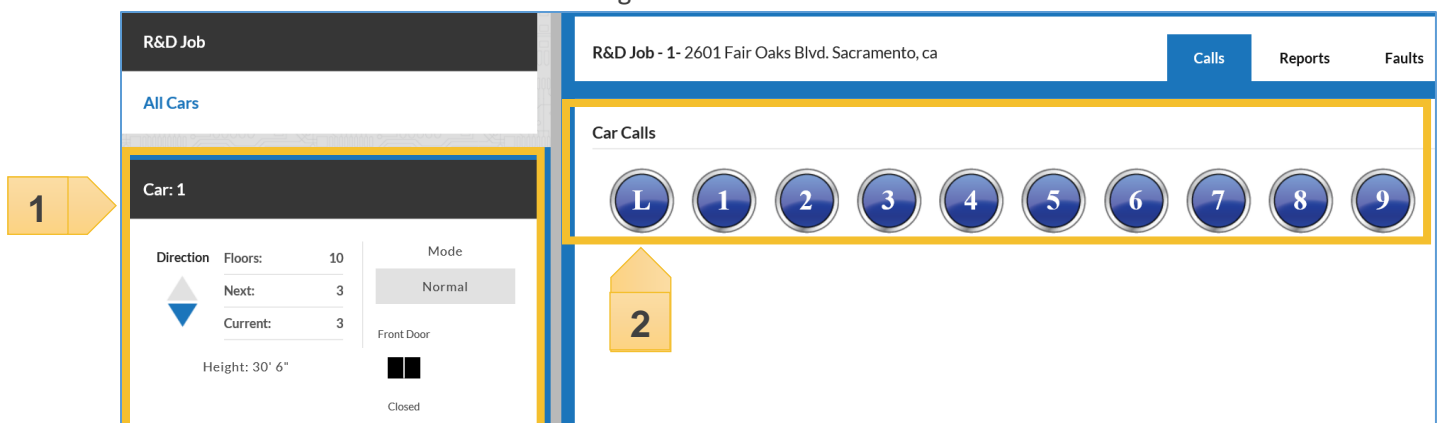 R&D Job
All Cars
1
Car: 1
Direction
Floors: 10
Next: 3
Current: 3
Height: 30' 6"
Mode
Normal
Front Door
Closed
R&D Job - 1- 2601 Fair Oaks Blvd. Sacramento, ca
Calls Reports Faults
Car Calls
L 1 2 3 4 5 6 7 8 9
2